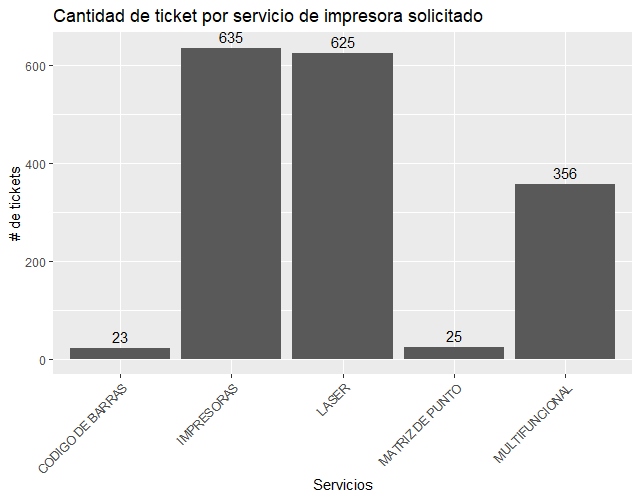 Cantidad de ticket por servicio de impresora solicitado
635
625
600
400
356
# de tickets
200
23
25
0
CODIGO DE BARRAS
IMPRESORAS
LASER
MATRIZ DE PUNTO
MULTIFUNCIONAL
Servicios